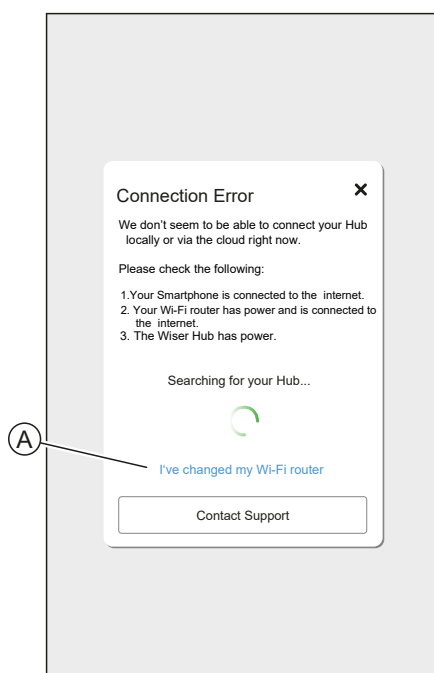 Connection Error
We don't seem to be able to connect your Hub
locally or via the cloud right now.
Please check the following:
1.Your Smartphone is connected to the internet.
2. Your Wi-Fi router has power and is connected to
the internet.
3. The Wiser Hub has power.
Searching for your Hub...
A
I've changed my Wi-Fi router
Contact Support